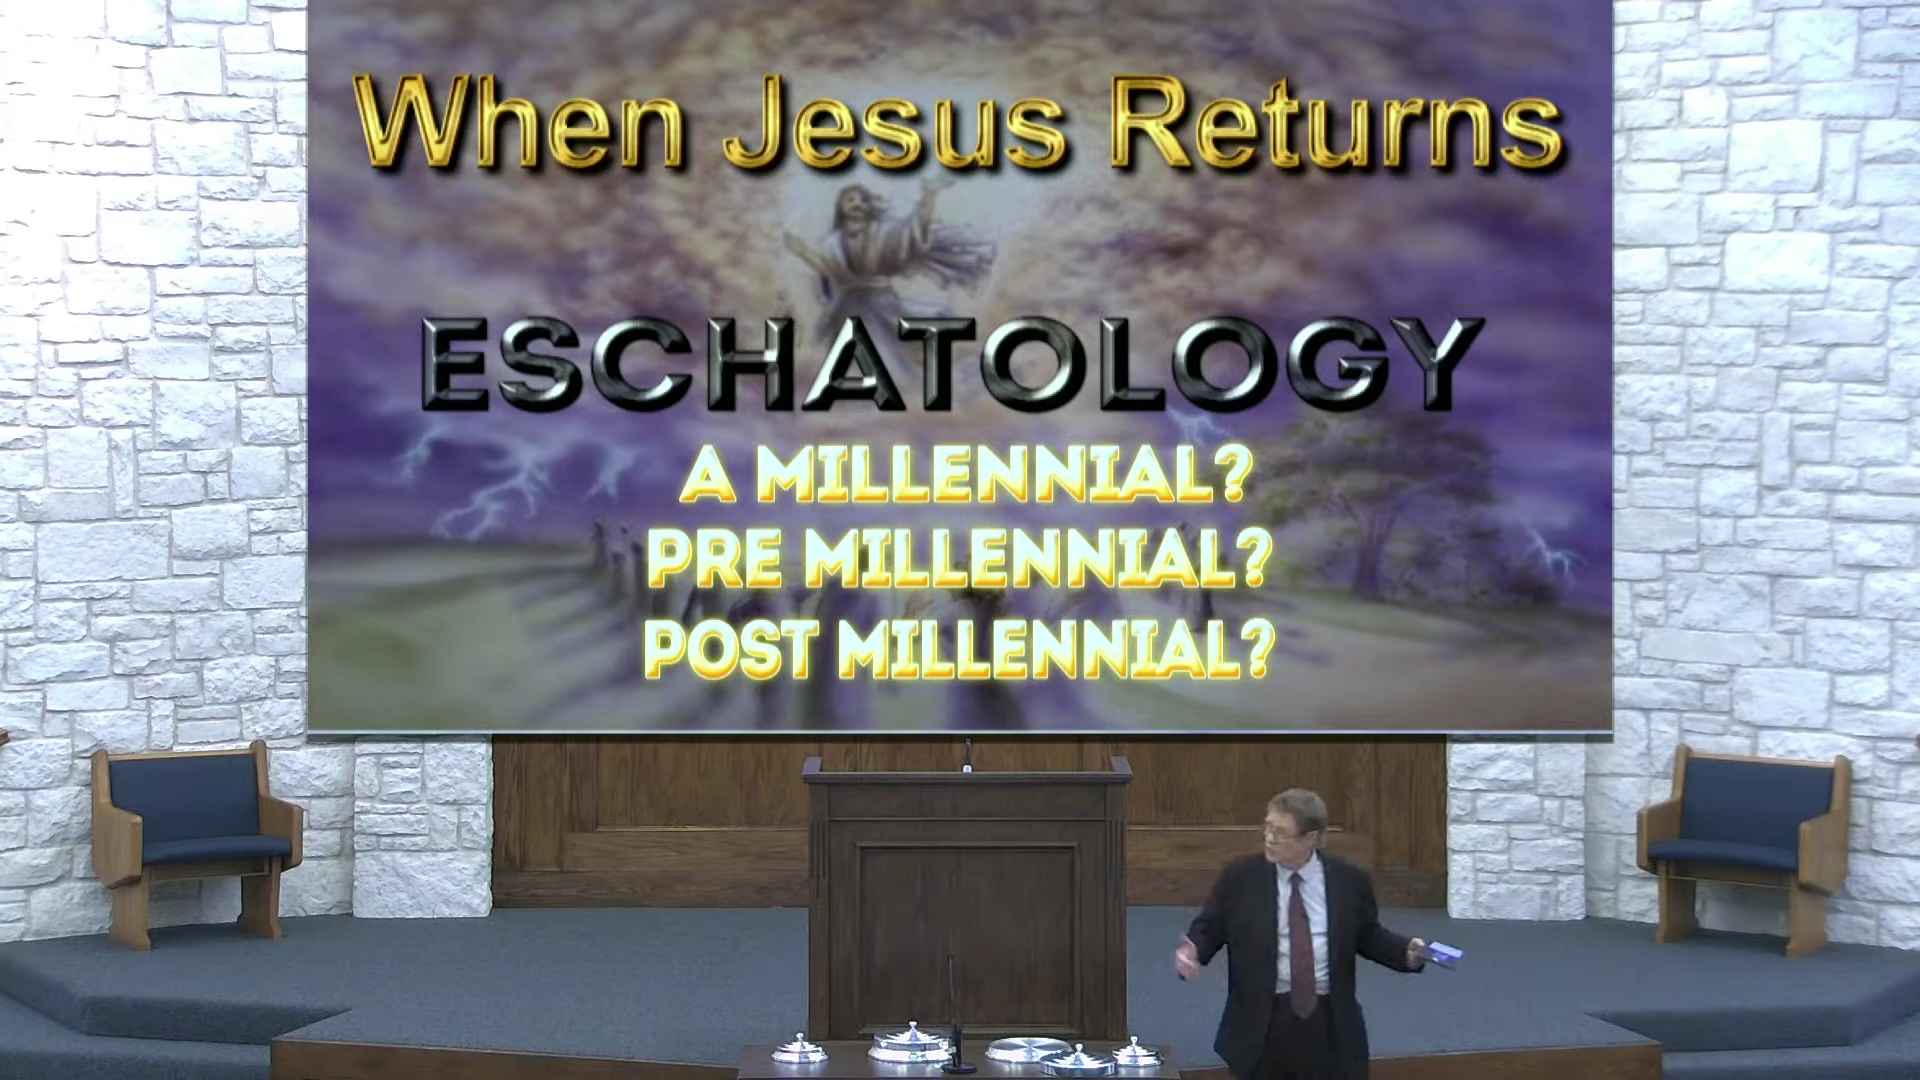 When Jesus Returns
ESCHATOLOGY
A MILLENNIAL?
PRE MILLENNIAL?
POST MILLENNIAL?